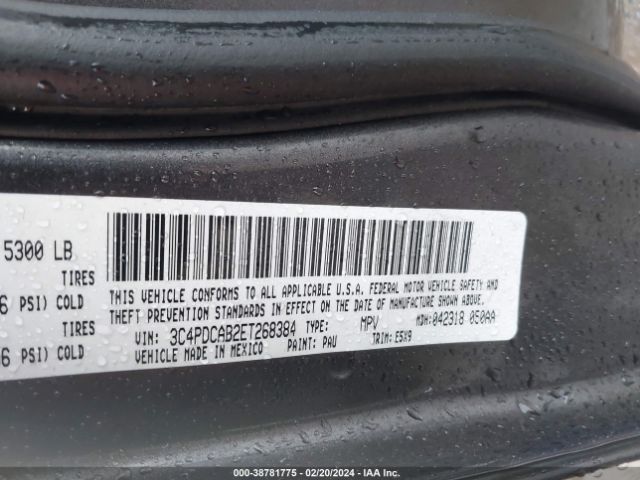 5300 LB
TIRES
6 PSI) COLD
TIRES
6 PSI) COLD
THIS VEHICLE CONFORMS TO ALL APPLICABLE U.S.A. FEDERAL MOTOR VEHICLE SAFETY AND
THEFT PREVENTION STANDARDS IN EFFECT ON THE DATE OF MANUFACTURE SHOWN ABOVE.
VIN: 3C4PDCAB2ET268384 TYPE: MPV MDH: 042318 050AA
VEHICLE MADE IN MEXICO PAINT: PAU TRIM: E5X9
000-38781775 - 02/20/2024 - IAA Inc.